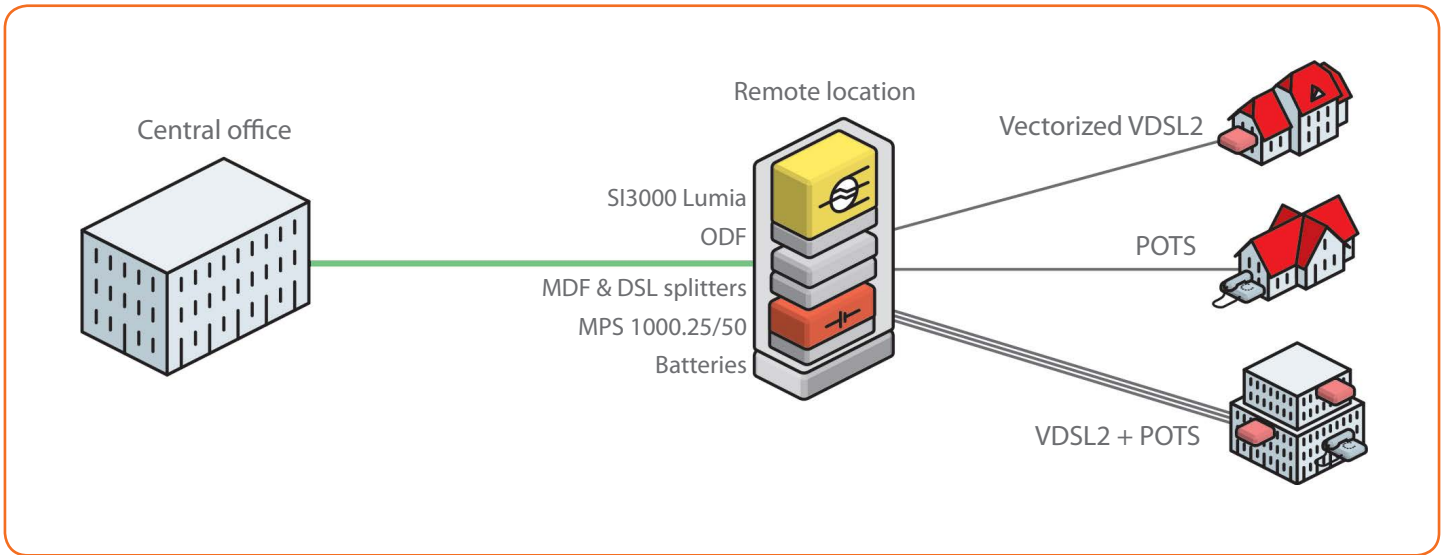 Central office
Remote location
SI3000 Lumia
ODF
MDF & DSL splitters
MPS 1000.25/50
Batteries
Vectorized VDSL2
POTS
VDSL2 + POTS